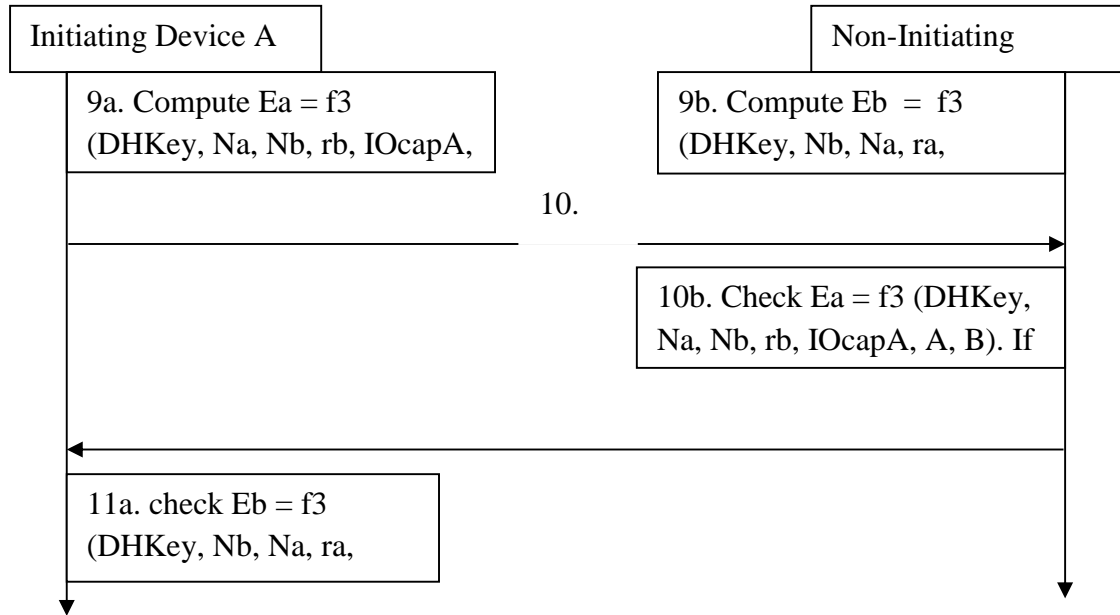 Initiating Device A
Non-Initiating
9a. Compute Ea = f3
(DHKey, Na, Nb, rb, IOcapA,
9b. Compute Eb = f3
(DHKey, Nb, Na, ra,
10.
10b. Check Ea = f3 (DHKey,
Na, Nb, rb, IOcapA, A, B). If
11a. check Eb = f3
(DHKey, Nb, Na, ra,